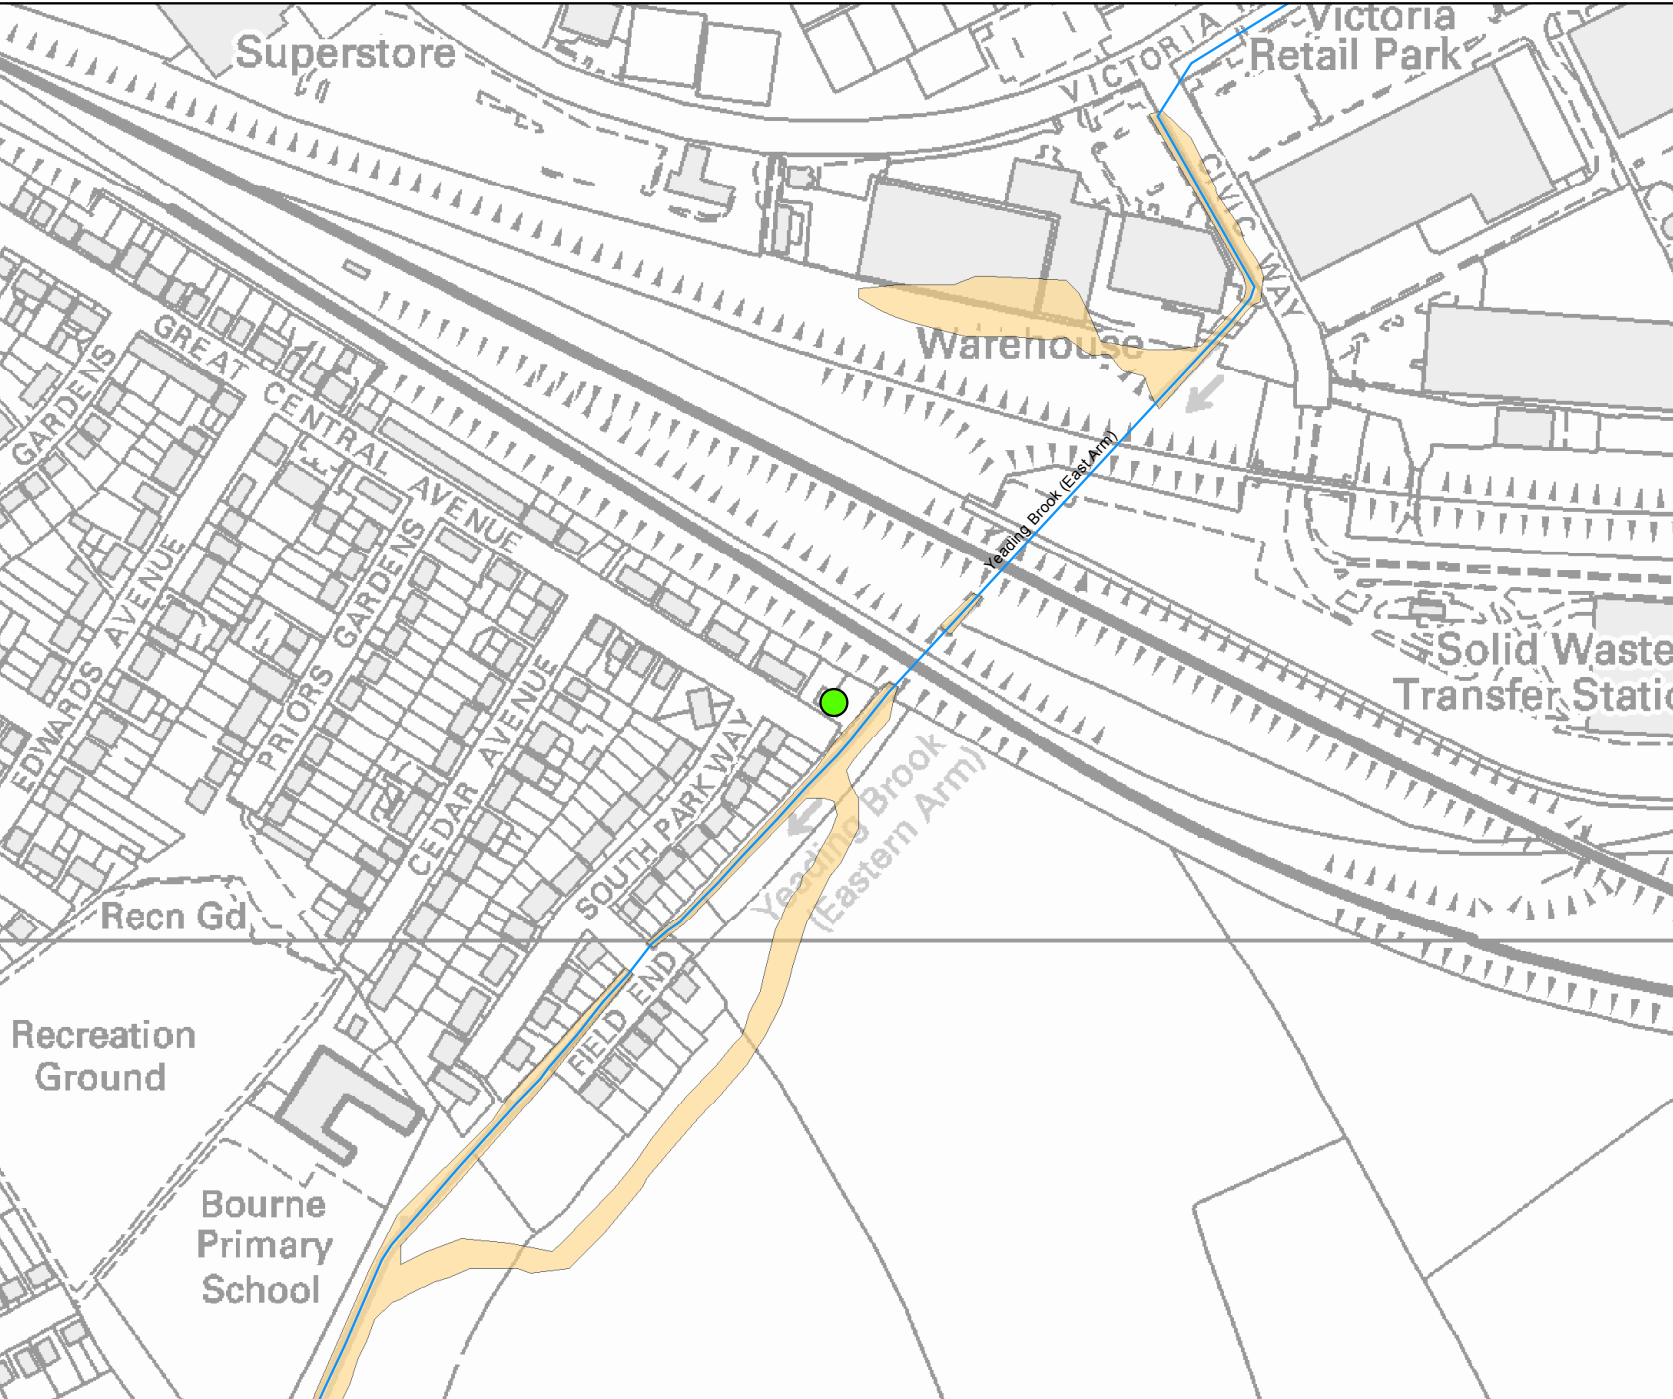 Superstore
VICTORIA
Victoria
Retail Park
CIVIC WAY
Warehouse
GREAT CENTRAL AVENUE
GARDENS
Yeading Brook (East Arm)
EDWARDS AVENUE
PRIORS GARDENS
CEDAR AVENUE
SOUTH PARK WAY
Solid Waste
Transfer Static
Yeading Brook
(Eastern Arm)
Recn Gd
FIELD END
Recreation
Ground
Bourne
Primary
School